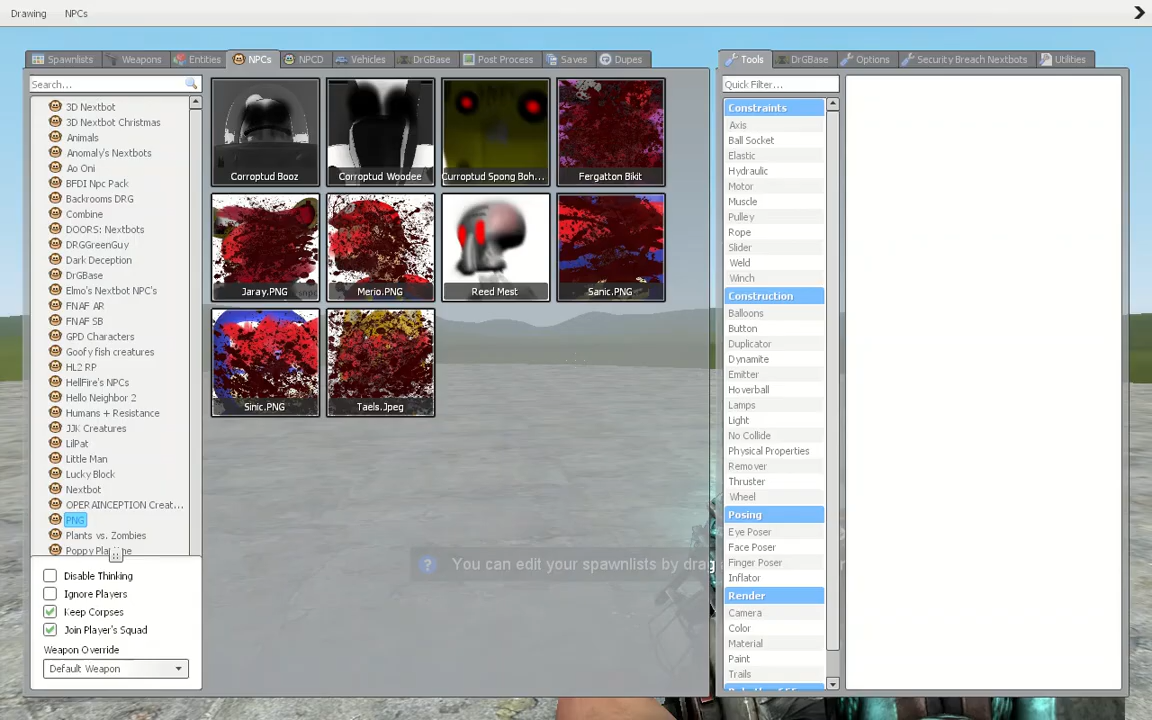 Drawing NPCs
Spawnlists Weapons Entities NPCs NPCD Vehicles DrGBase Post Process Saves Dupes
Search...
3D Nextbot
3D Nextbot Christmas
Animals
Anomaly's Nextbots
Ao Oni
BFDI Npc Pack
Backrooms DRG
Combine
DOORS: Nextbots
DRGGreenGuy
Dark Deception
DrGBase
Elmo's Nextbot NPC's
FNAF AR
FNAF SB
GPD Characters
Goofy fish creatures
HL2 RP
HellFire's NPCs
Hello Neighbor 2
Humans + Resistance
JJK Creatures
LilPat
Little Man
Lucky Block
Nextbot
OPERAINCEPTION Creat...
PNG
Plants vs. Zombies
Disable Thinking
Ignore Players
Keep Corpses
Join Player's Squad
Weapon Override
Default Weapon
Corroptud Booz
Corroptud Woodee
Curroptud Spong Boh...
Fergatton Bikit
Jaray.PNG
Merio.PNG
Reed Mest
Sanic.PNG
Sinic.PNG
Taels.Jpeg
You can edit your spawnlists by drag
Tools DrGBase Options Security Breach Nextbots Utilities
Quick Filter...
Constraints
Axis
Ball Socket
Elastic
Hydraulic
Motor
Muscle
Pulley
Rope
Slider
Weld
Winch
Construction
Balloons
Button
Duplicator
Dynamite
Emitter
Hoverball
Lamps
Light
No Collide
Physical Properties
Remover
Thruster
Wheel
Posing
Eye Poser
Face Poser
Finger Poser
Inflator
Render
Camera
Color
Material
Paint
Trails